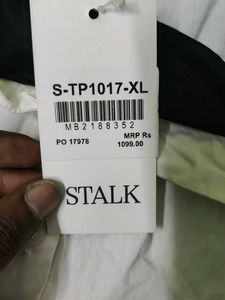 S-TP1017-XL
MB2188352
MRP Rs
PO 17978
1099.00
STALK